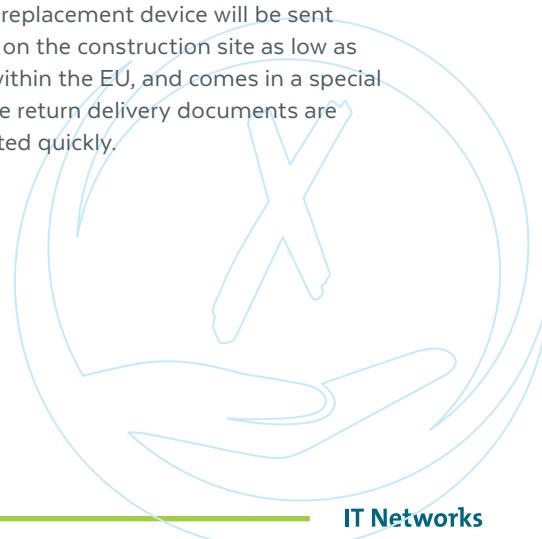 replacement device will be sent
on the construction site as low as
within the EU, and comes in a special
e return delivery documents are
ted quickly.
IT Networks